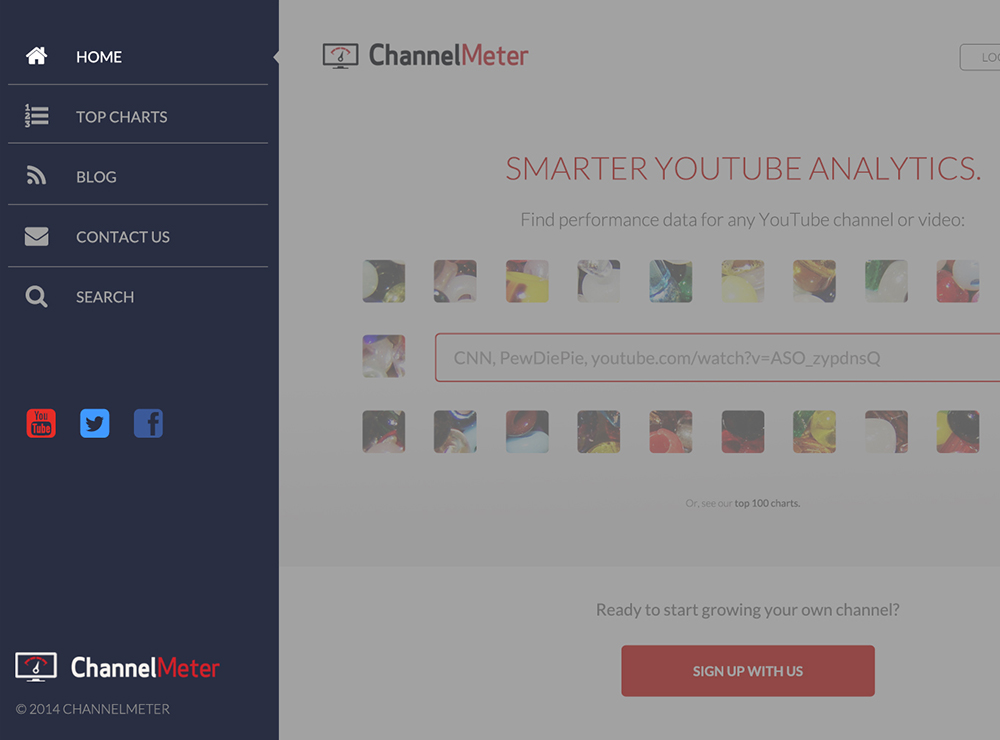 HOME
TOP CHARTS
BLOG
CONTACT US
SEARCH
You
Tube
ChannelMeter
© 2014 CHANNELMETER
ChannelMeter
SMARTER YOUTUBE ANALYTICS.
Find performance data for any YouTube channel or video:
CNN, PewDiePie, youtube.com/watch?v=ASO_zypdnsQ
Or, see our top 100 charts.
Ready to start growing your own channel?
SIGN UP WITH US